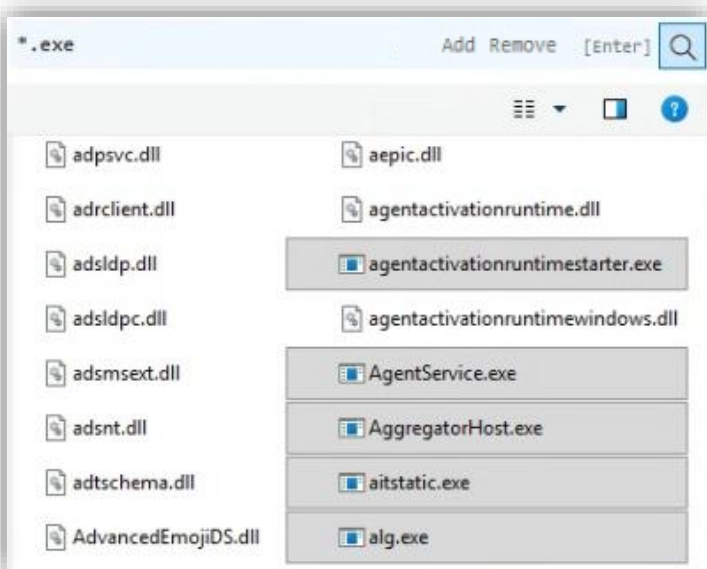 *.exe Add Remove [Enter]
?
adpsvc.dll aepic.dll
adrclient.dll agentactivationruntime.dll
adsldp.dll agentactivationruntimestarter.exe
adsldpc.dll agentactivationruntimewindows.dll
adsmsext.dll AgentService.exe
adsnt.dll AggregatorHost.exe
adtschema.dll aitstatic.exe
AdvancedEmojiDS.dll alg.exe